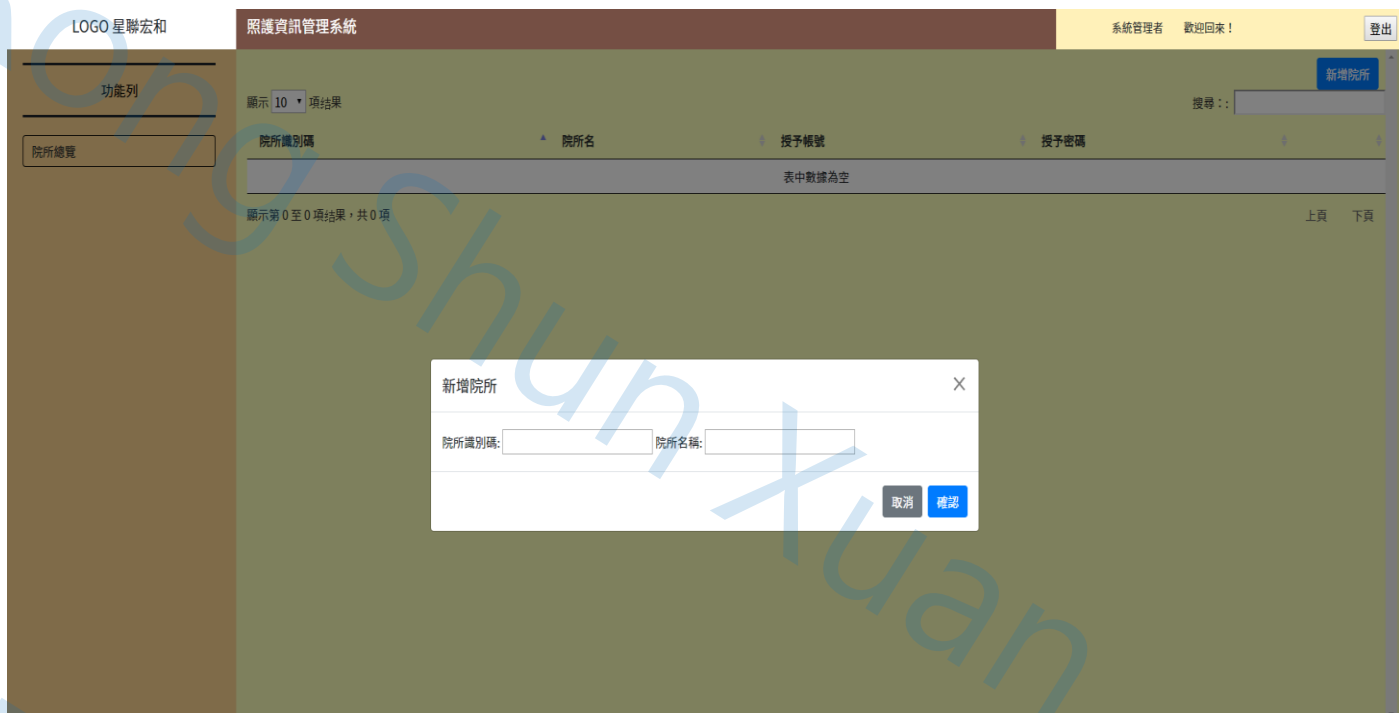 LOGO 星聯宏和
照護資訊管理系統
系統管理者 歡迎回來！
登出
功能列
院所總覽
新增院所
顯示 10 項結果
搜尋：:
院所識別碼 院所名 授予帳號 授予密碼
表中數據為空
顯示第 0 至 0 項結果，共 0 項
上頁 下頁
新增院所 X
院所識別碼: 院所名稱:
取消 確認
ong Shun Xuan